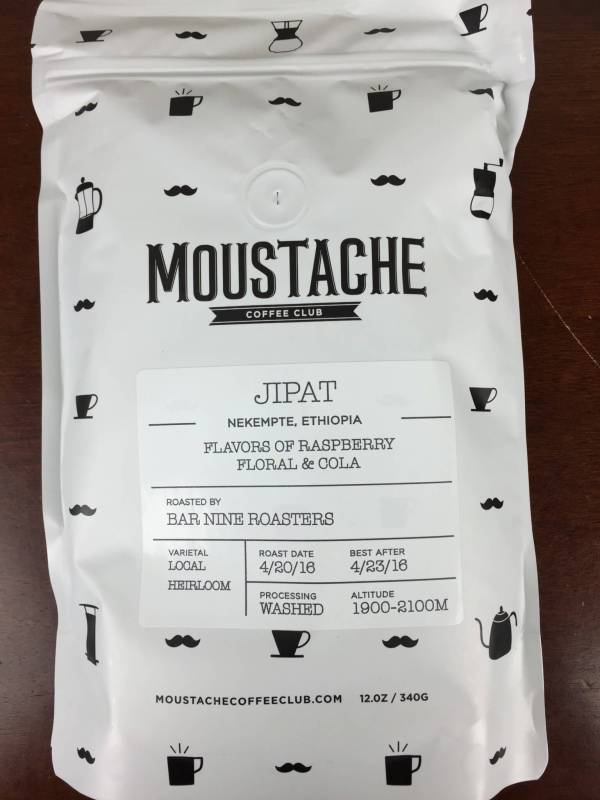 MOUSTACHE
COFFEE CLUB
JIPAT
NEKEMPTE, ETHIOPIA
FLAVORS OF RASPBERRY
FLORAL & COLA
ROASTED BY
BAR NINE ROASTERS
VARIETAL
LOCAL
HEIRLOOM
ROAST DATE
4/20/16
BEST AFTER
4/23/16
PROCESSING
WASHED
ALTITUDE
1900-2100M
MOUSTACHECOFFEECLUB.COM 12.0Z / 340G